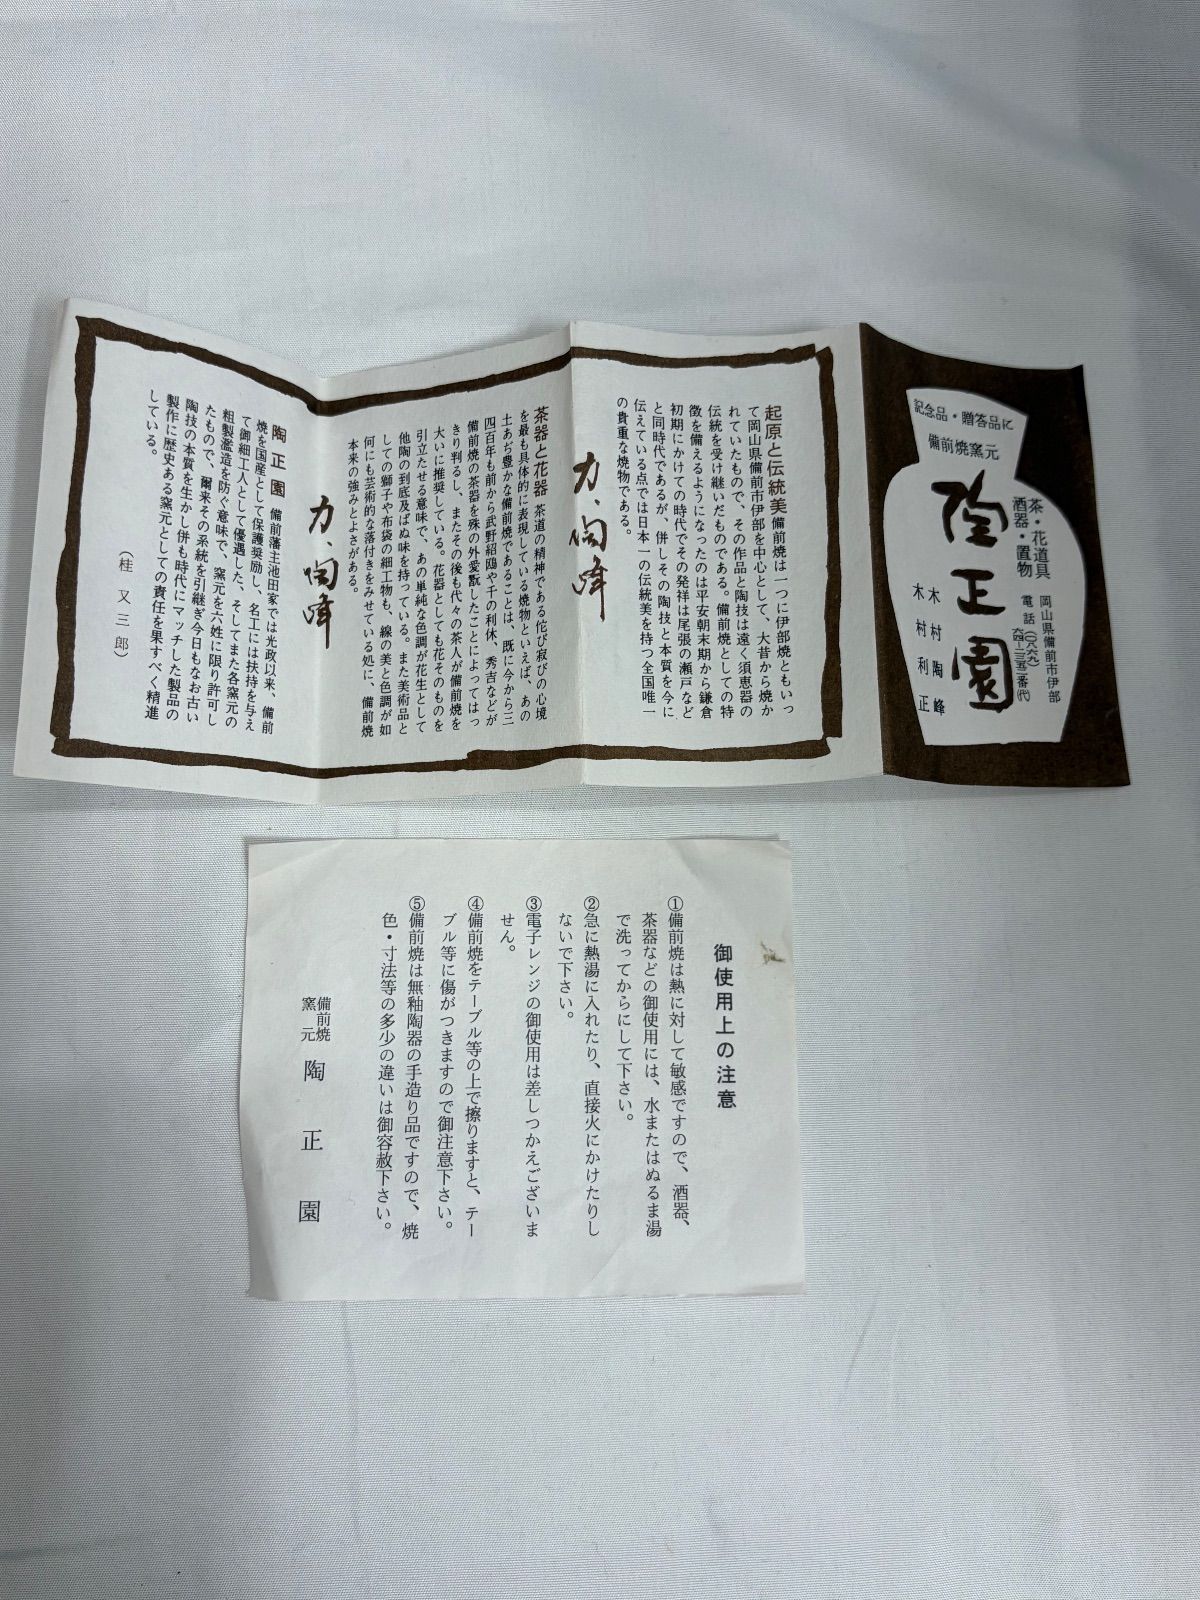 記念品・贈答品に
備前焼窯元
茶・花道具
酒器・置物
陶正園
岡山県備前市伊部
電話(〇八六九)
木村陶峰
木村利正
起原と伝統美 備前焼は一つに伊部焼ともいっ
て岡山県備前市伊部を中心として、大昔から焼か
れていたもので、その作品と陶技は遠く須恵器の
伝統を受け継いだものである。備前焼としての特
徴を備えるようになったのは平安朝末期から鎌倉
初期にかけての時代でその発祥は尾張の瀬戸など
と同時代であるが、併しその陶技と本質を今に
伝えている点では日本一の伝統美を持つ全国唯一
の貴重な焼物である。
陶峰
茶器と花器 茶道の精神である侘び寂びの心境
を最も具体的に表現している焼物といえば、あの
土あぢ豊かな備前焼であることは、既に今から三
四百年も前から武野紹鴎や千の利休、秀吉などが
備前焼の茶器を殊の外愛翫したことによってはっ
きり判るし、またその後も代々の茶人が備前焼を
大いに推奨している。花器としても花そのものを
引立たせる意味で、あの単純な色調が花生として
他陶の到底及ばぬ味を持っている。また美術品と
しての獅子や布袋の細工物も、線の美と色調が如
何にも芸術的な落付きをみせている処に、備前焼
本来の強みとよさがある。
陶峰
陶正園 備前藩主池田家では光政以来、備前
焼を国産として保護奨励し、名工には扶持を与え
て御細工人として優遇した、そしてまた各窯元の
粗製濫造を防ぐ意味で、窯元を六姓に限り許可し
たもので、爾来その系統を引継ぎ今日もなお古い
陶技の本質を生かし併も時代にマッチした製品の
製作に歴史ある窯元としての責任を果すべく精進
している。
(桂又三郎)
御使用上の注意
①備前焼は熱に対して敏感ですので、酒器、
茶器などの御使用には、水またはぬるま湯
で洗ってからにして下さい。
②急に熱湯に入れたり、直接火にかけたりし
ないで下さい。
③電子レンジの御使用は差しつかえございま
せん。
④備前焼をテーブル等の上で擦りますと、テー
ブル等に傷がつきますので御注意下さい。
⑤備前焼は無釉陶器の手造り品ですので、焼
色・寸法等の多少の違いは御容赦下さい。
備前焼
窯元
陶正園